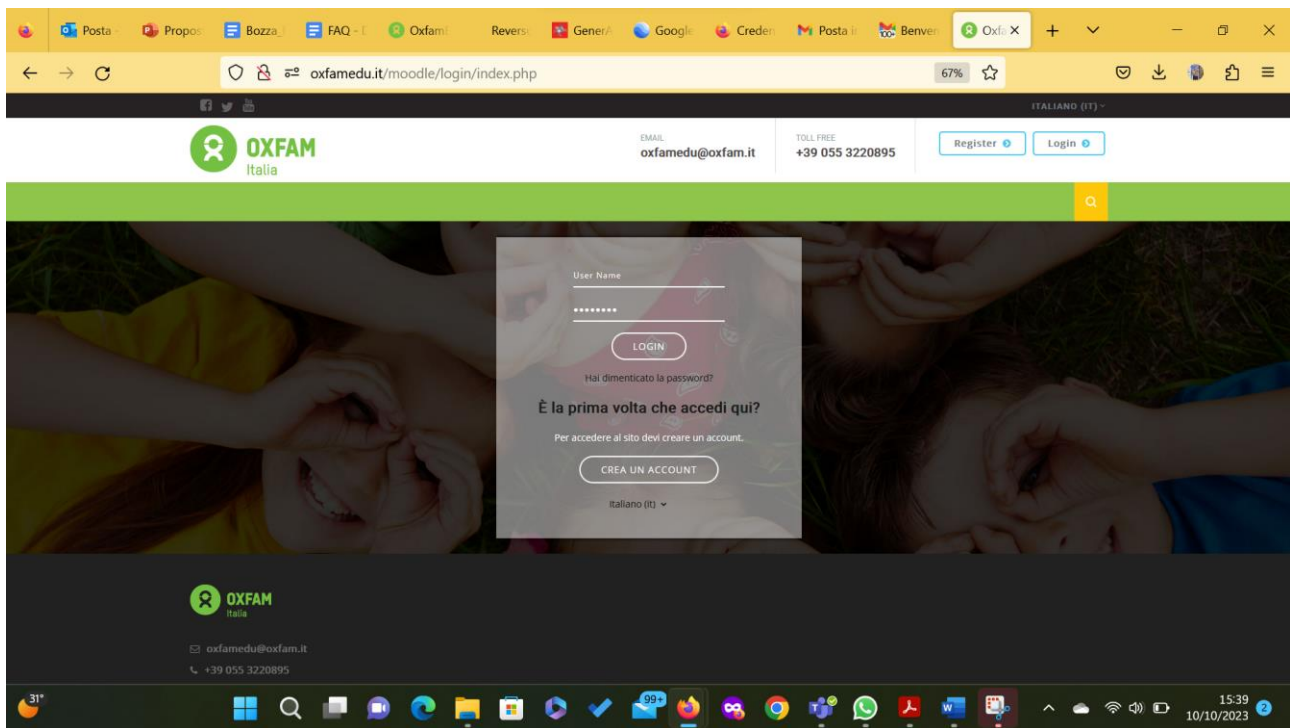 Posta - Propos Bozza_ FAQ - Oxfam Revers GenerA Google Creden Posta i Benven Oxfa
oxfamedu.it/moodle/login/index.php 67%
ITALIANO (IT)
OXFAM
Italia
EMAIL
oxfamedu@oxfam.it
TOLL FREE
+39 055 3220895
Register
Login
User Name
••••••••
LOGIN
Hai dimenticato la password?
È la prima volta che accedi qui?
Per accedere al sito devi creare un account.
CREA UN ACCOUNT
Italiano (it)
OXFAM
Italia
oxfamedu@oxfam.it
+39 055 3220895
31°
99+
15:39
10/10/2023
2